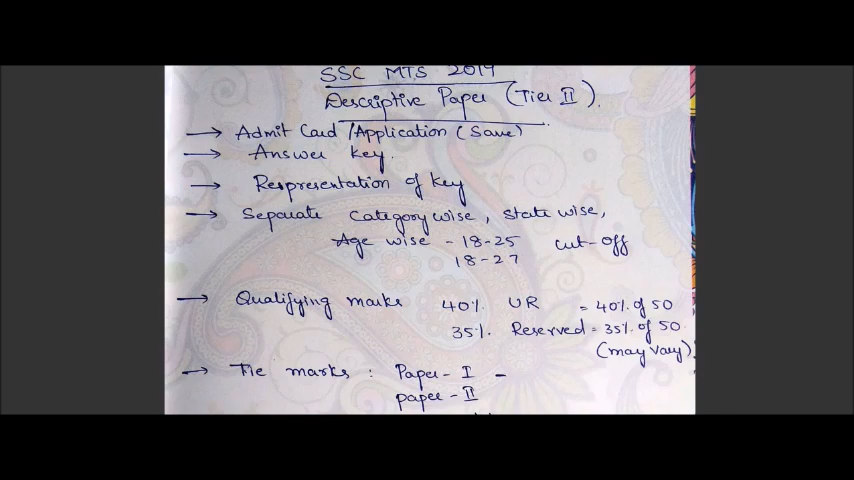 SSC MTS 2019
Descriptive Paper (Tier II).
→ Admit Card /Application (Save)
→ Answer key.
→ Respresentation of key
→ Separate Categorywise, state wise,
Age wise - 18-25 cut-off
18-27
→ Qualifying marks 40% UR = 40% of 50
35% Reserved = 35% of 50
(may vary)
→ Tie marks : Paper - I -
paper - II